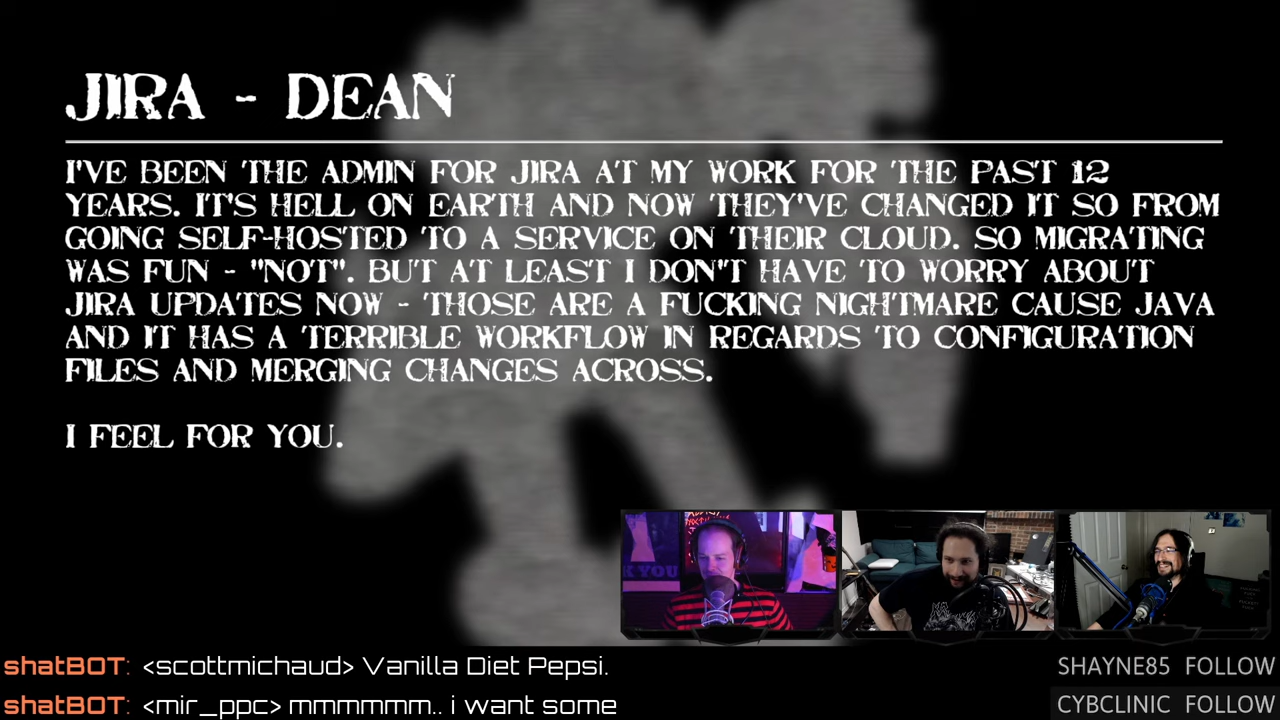 JIRA - DEAN
I'VE BEEN THE ADMIN FOR JIRA AT MY WORK FOR THE PAST 12
YEARS. IT'S HELL ON EARTH AND NOW THEY'VE CHANGED IT SO FROM
GOING SELF-HOSTED TO A SERVICE ON THEIR CLOUD. SO MIGRATING
WAS FUN - "NOT". BUT AT LEAST I DON'T HAVE TO WORRY ABOUT
JIRA UPDATES NOW - THOSE ARE A FUCKING NIGHTMARE CAUSE JAVA
AND IT HAS A TERRIBLE WORKFLOW IN REGARDS TO CONFIGURATION
FILES AND MERGING CHANGES ACROSS.
I FEEL FOR YOU.
K YOU
shatBOT: <scottmichaud> Vanilla Diet Pepsi.
shatBOT: <mir_ppc> mmmmmm.. i want some
SHAYNE85 FOLLOW
CYBCLINIC FOLLOW